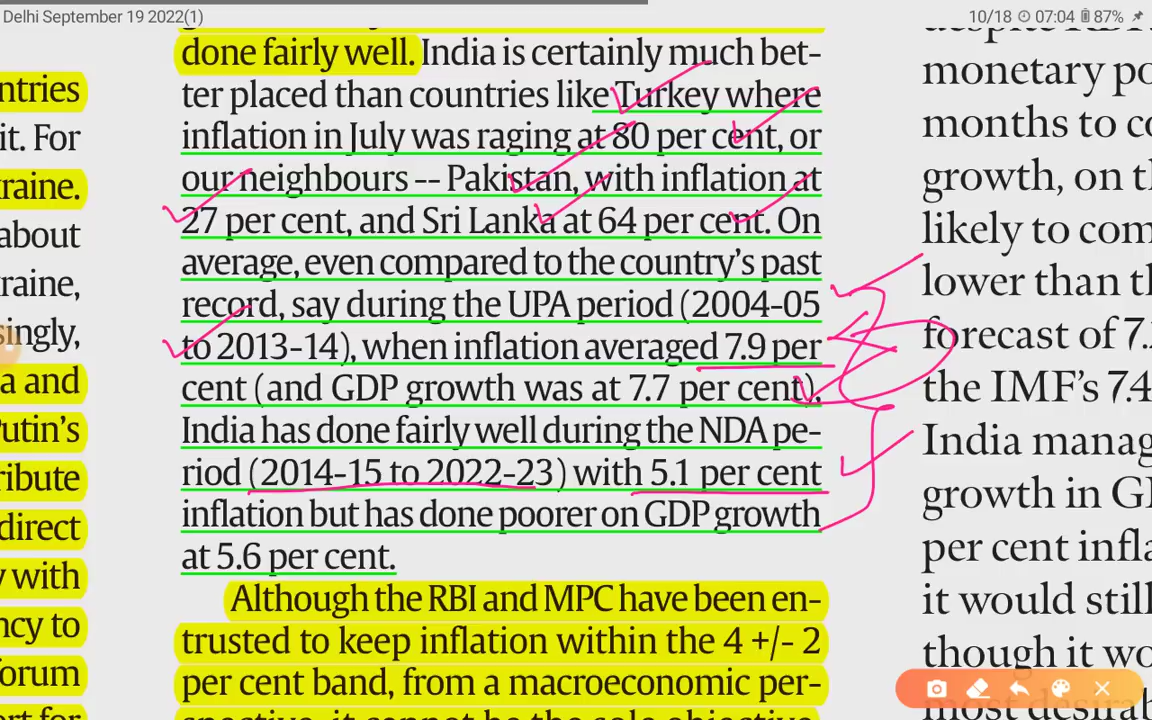 Delhi September 19 2022(1)
10/18 07:04 87%
ntries
it. For
raine.
about
raine,
singly,
a and
Putin's
ribute
direct
y with
ncy to
forum
done fairly well. India is certainly much bet-
ter placed than countries like Turkey where
inflation in July was raging at 80 per cent, or
our neighbours -- Pakistan, with inflation at
27 per cent, and Sri Lanka at 64 per cent. On
average, even compared to the country's past
record, say during the UPA period (2004-05
to 2013-14), when inflation averaged 7.9 per
cent (and GDP growth was at 7.7 per cent),
India has done fairly well during the NDA pe-
riod (2014-15 to 2022-23) with 5.1 per cent
inflation but has done poorer on GDP growth
at 5.6 per cent.
Although the RBI and MPC have been en-
trusted to keep inflation within the 4 +/- 2
per cent band, from a macroeconomic per-
monetary po
months to co
growth, on th
likely to com
lower than th
forecast of 7.
the IMF's 7.4
India manag
growth in GD
per cent infla
it would still
though it wo
most desirab